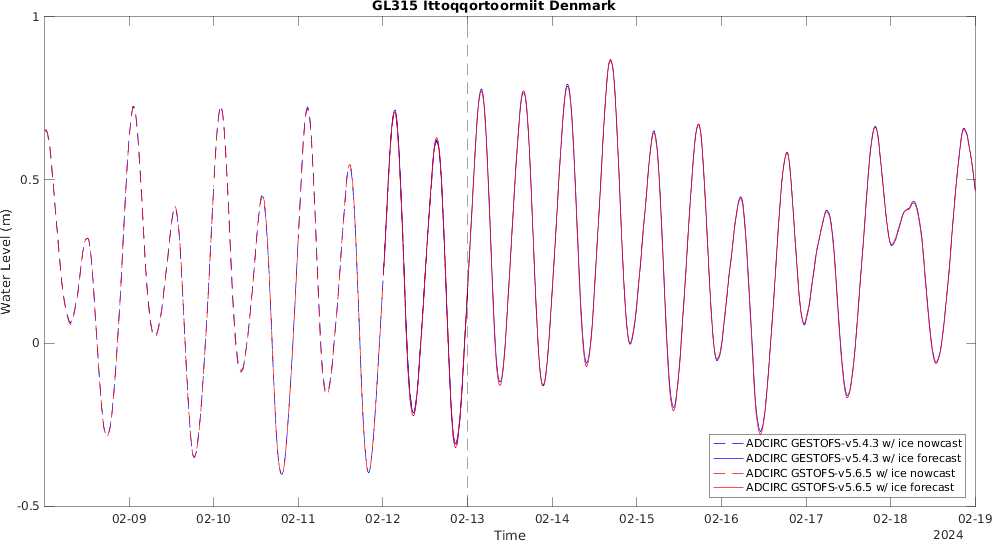 GL315 Ittoqqortoormiit Denmark
1
0.5
0
-0.5
Water Level (m)
ADCIRC GESTOFS-v5.4.3 w/ ice nowcast
ADCIRC GESTOFS-v5.4.3 w/ ice forecast
ADCIRC GSTOFS-v5.6.5 w/ ice nowcast
ADCIRC GSTOFS-v5.6.5 w/ ice forecast
02-09 02-10 02-11 02-12 02-13 02-14 02-15 02-16 02-17 02-18 02-19
Time
2024